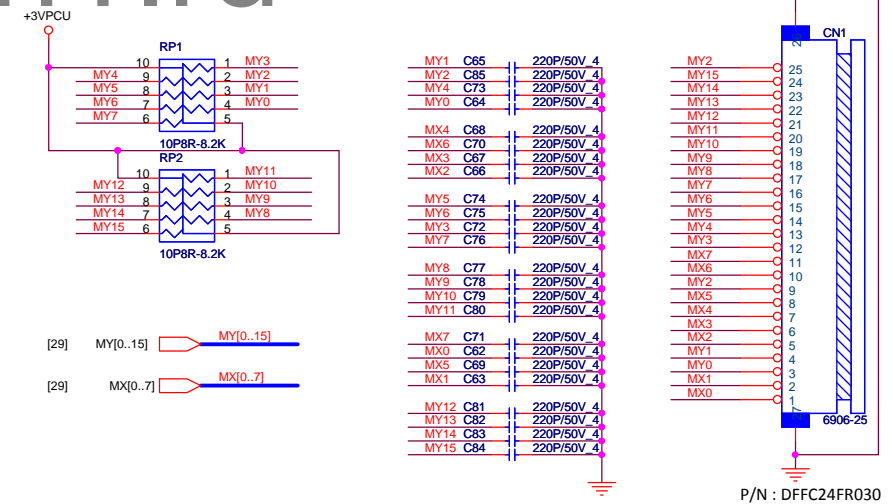 +3VPCU
RP1
10 1 MY3
MY4 9 2 MY2
MY5 8 3 MY1
MY6 7 4 MY0
MY7 6 5
10P8R-8.2K
RP2
10 1 MY11
MY12 9 2 MY10
MY13 8 3 MY9
MY14 7 4 MY8
MY15 6 5
10P8R-8.2K
[29] MY[0..15] MY[0..15]
[29] MX[0..7] MX[0..7]
MY1 C65 220P/50V_4
MY2 C85 220P/50V_4
MY4 C73 220P/50V_4
MY0 C64 220P/50V_4
MX4 C68 220P/50V_4
MX6 C70 220P/50V_4
MX3 C67 220P/50V_4
MX2 C66 220P/50V_4
MY5 C74 220P/50V_4
MY6 C75 220P/50V_4
MY3 C72 220P/50V_4
MY7 C76 220P/50V_4
MY8 C77 220P/50V_4
MY9 C78 220P/50V_4
MY10 C79 220P/50V_4
MY11 C80 220P/50V_4
MX7 C71 220P/50V_4
MX0 C62 220P/50V_4
MX5 C69 220P/50V_4
MX1 C63 220P/50V_4
MY12 C81 220P/50V_4
MY13 C82 220P/50V_4
MY14 C83 220P/50V_4
MY15 C84 220P/50V_4
CN1
MY2 25
MY15 24
MY14 23
MY13 22
MY12 21
MY11 20
MY10 19
MY9 18
MY8 17
MY7 16
MY6 15
MY5 14
MY4 13
MY3 12
MX7 11
MX6 10
MY2 9
MX5 8
MX4 7
MX3 6
MX2 5
MY1 4
MY0 3
MX1 2
MX0 1
27
6906-25
P/N : DFFC24FR030